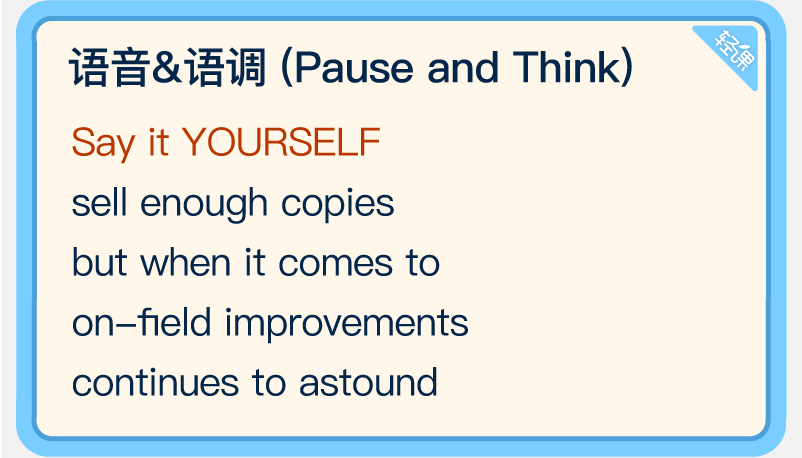 语音&语调 (Pause and Think)
轻课
Say it YOURSELF
sell enough copies
but when it comes to
on-field improvements
continues to astound